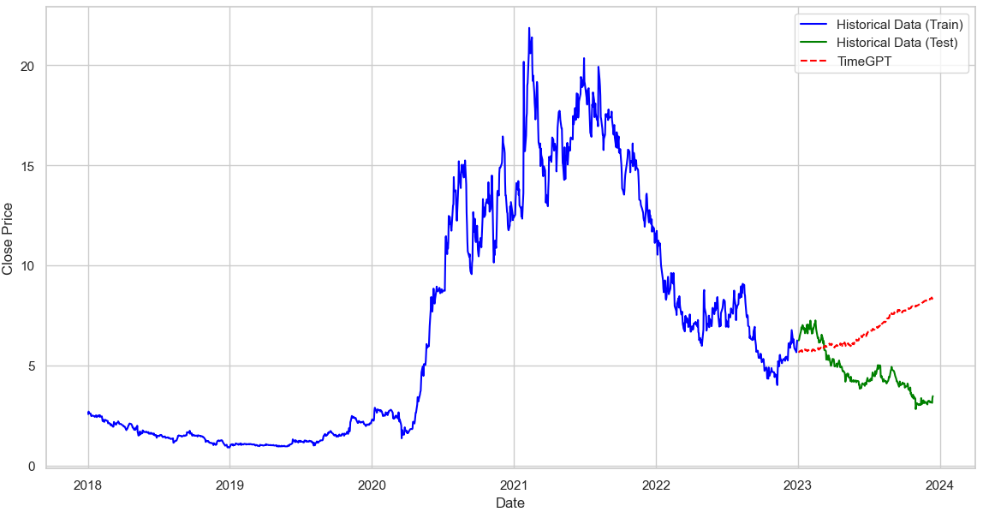 Historical Data (Train)
Historical Data (Test)
TimeGPT
20
15
10
5
0
Close Price
2018 2019 2020 2021 2022 2023 2024
Date